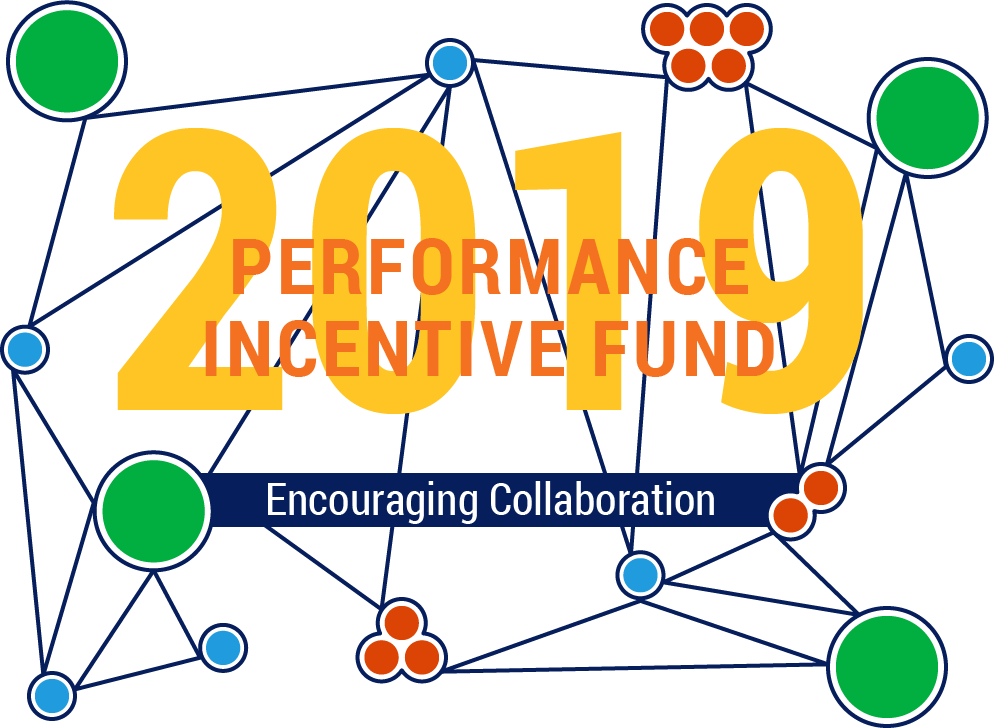 2019
PERFORMANCE
INCENTIVE FUND
Encouraging Collaboration